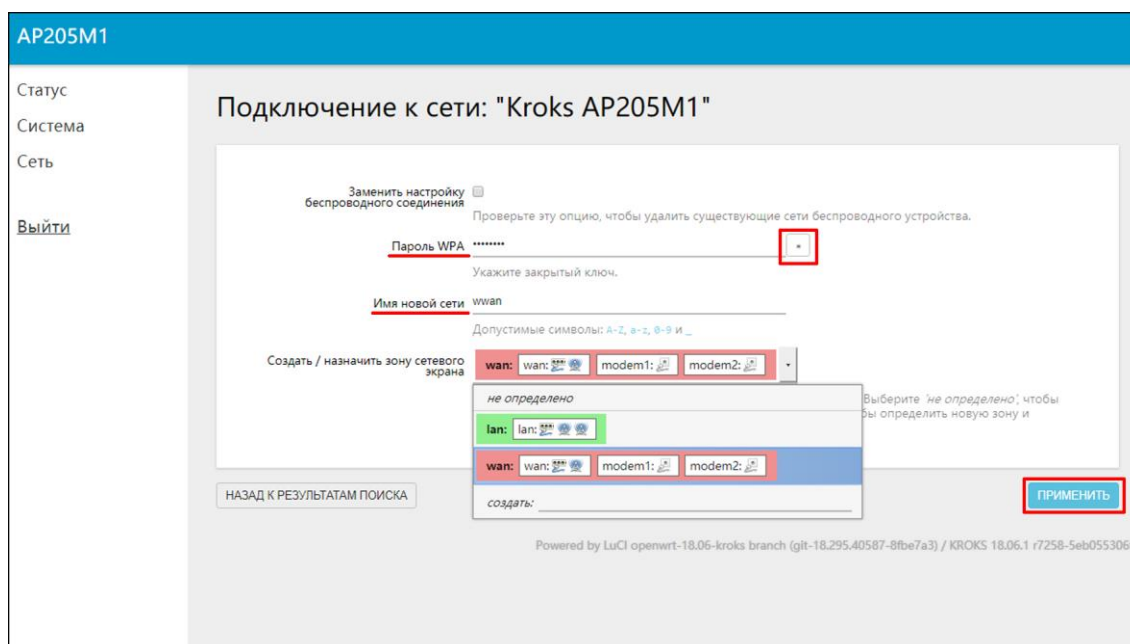 AP205M1
Статус
Система
Сеть
Выйти
Подключение к сети: "Kroks AP205M1"
Заменить настройку
беспроводного соединения
Проверьте эту опцию, чтобы удалить существующие сети беспроводного устройства.
Пароль WPA ••••••••
*
Укажите закрытый ключ.
Имя новой сети wwan
Допустимые символы: A-Z, a-z, 0-9 и _
Создать / назначить зону сетевого
экрана
wan: wan: modem1: modem2:
не определено
Выберите 'не определено', чтобы
бы определить новую зону и
lan: lan:
wan: wan: modem1: modem2:
создать:
НАЗАД К РЕЗУЛЬТАТАМ ПОИСКА
ПРИМЕНИТЬ
Powered by LuCI openwrt-18.06-kroks branch (git-18.295.40587-8fbe7a3) / KROKS 18.06.1 r7258-5eb055306